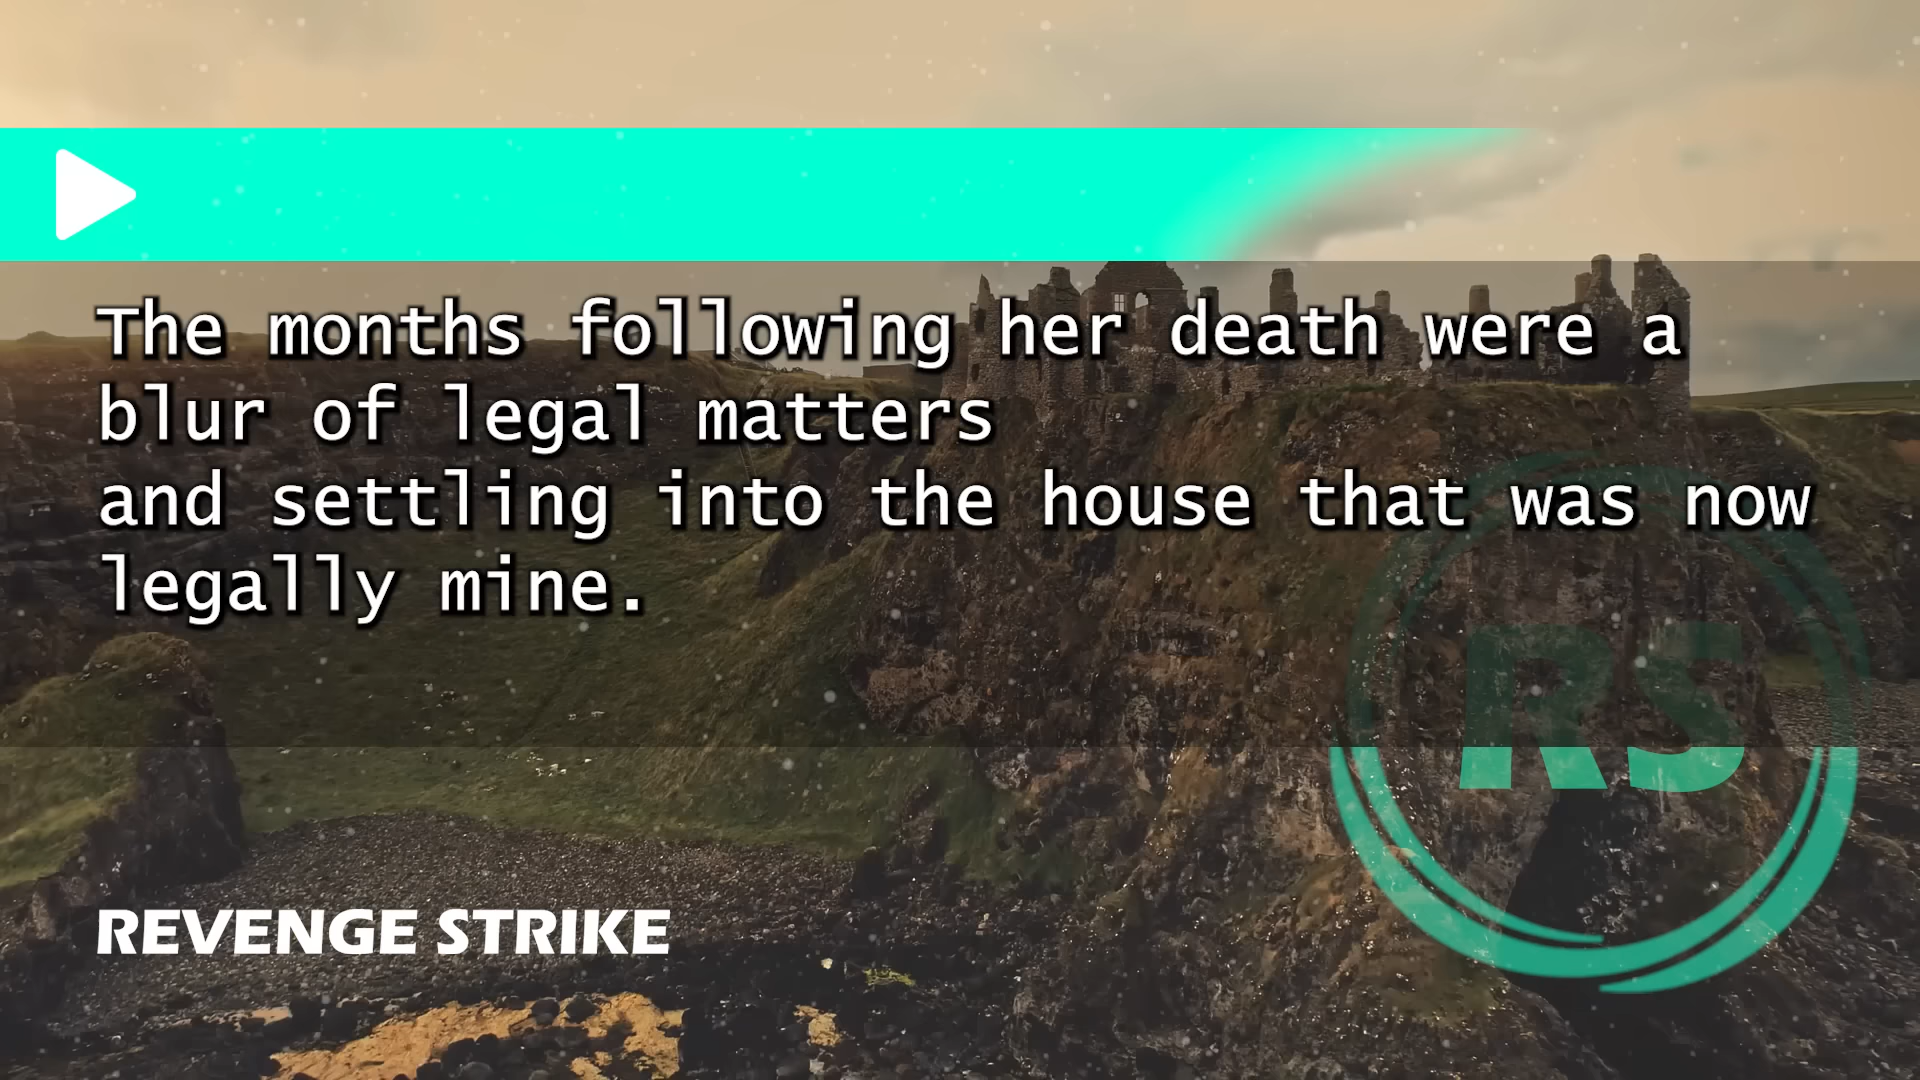 The months following her death were a
blur of legal matters
and settling into the house that was now
legally mine.
RS
REVENGE STRIKE